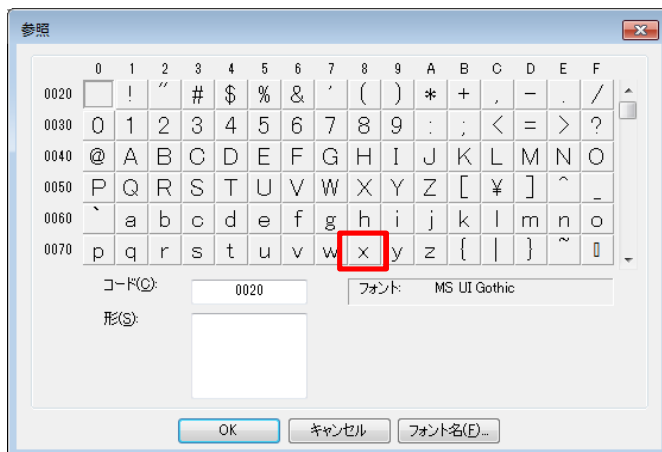 参照
0 1 2 3 4 5 6 7 8 9 A B C D E F
0020 ! " # $ % & ' ( ) * + , - . /
0030 0 1 2 3 4 5 6 7 8 9 : ; < = > ?
0040 @ A B C D E F G H I J K L M N O
0050 P Q R S T U V W X Y Z [ ¥ ] ^ _
0060 ` a b c d e f g h i j k l m n o
0070 p q r s t u v w x y z { | } ~ ▯
コード(C): 0020 フォント: MS UI Gothic
形(S):
OK キャンセル フォント名(F)...